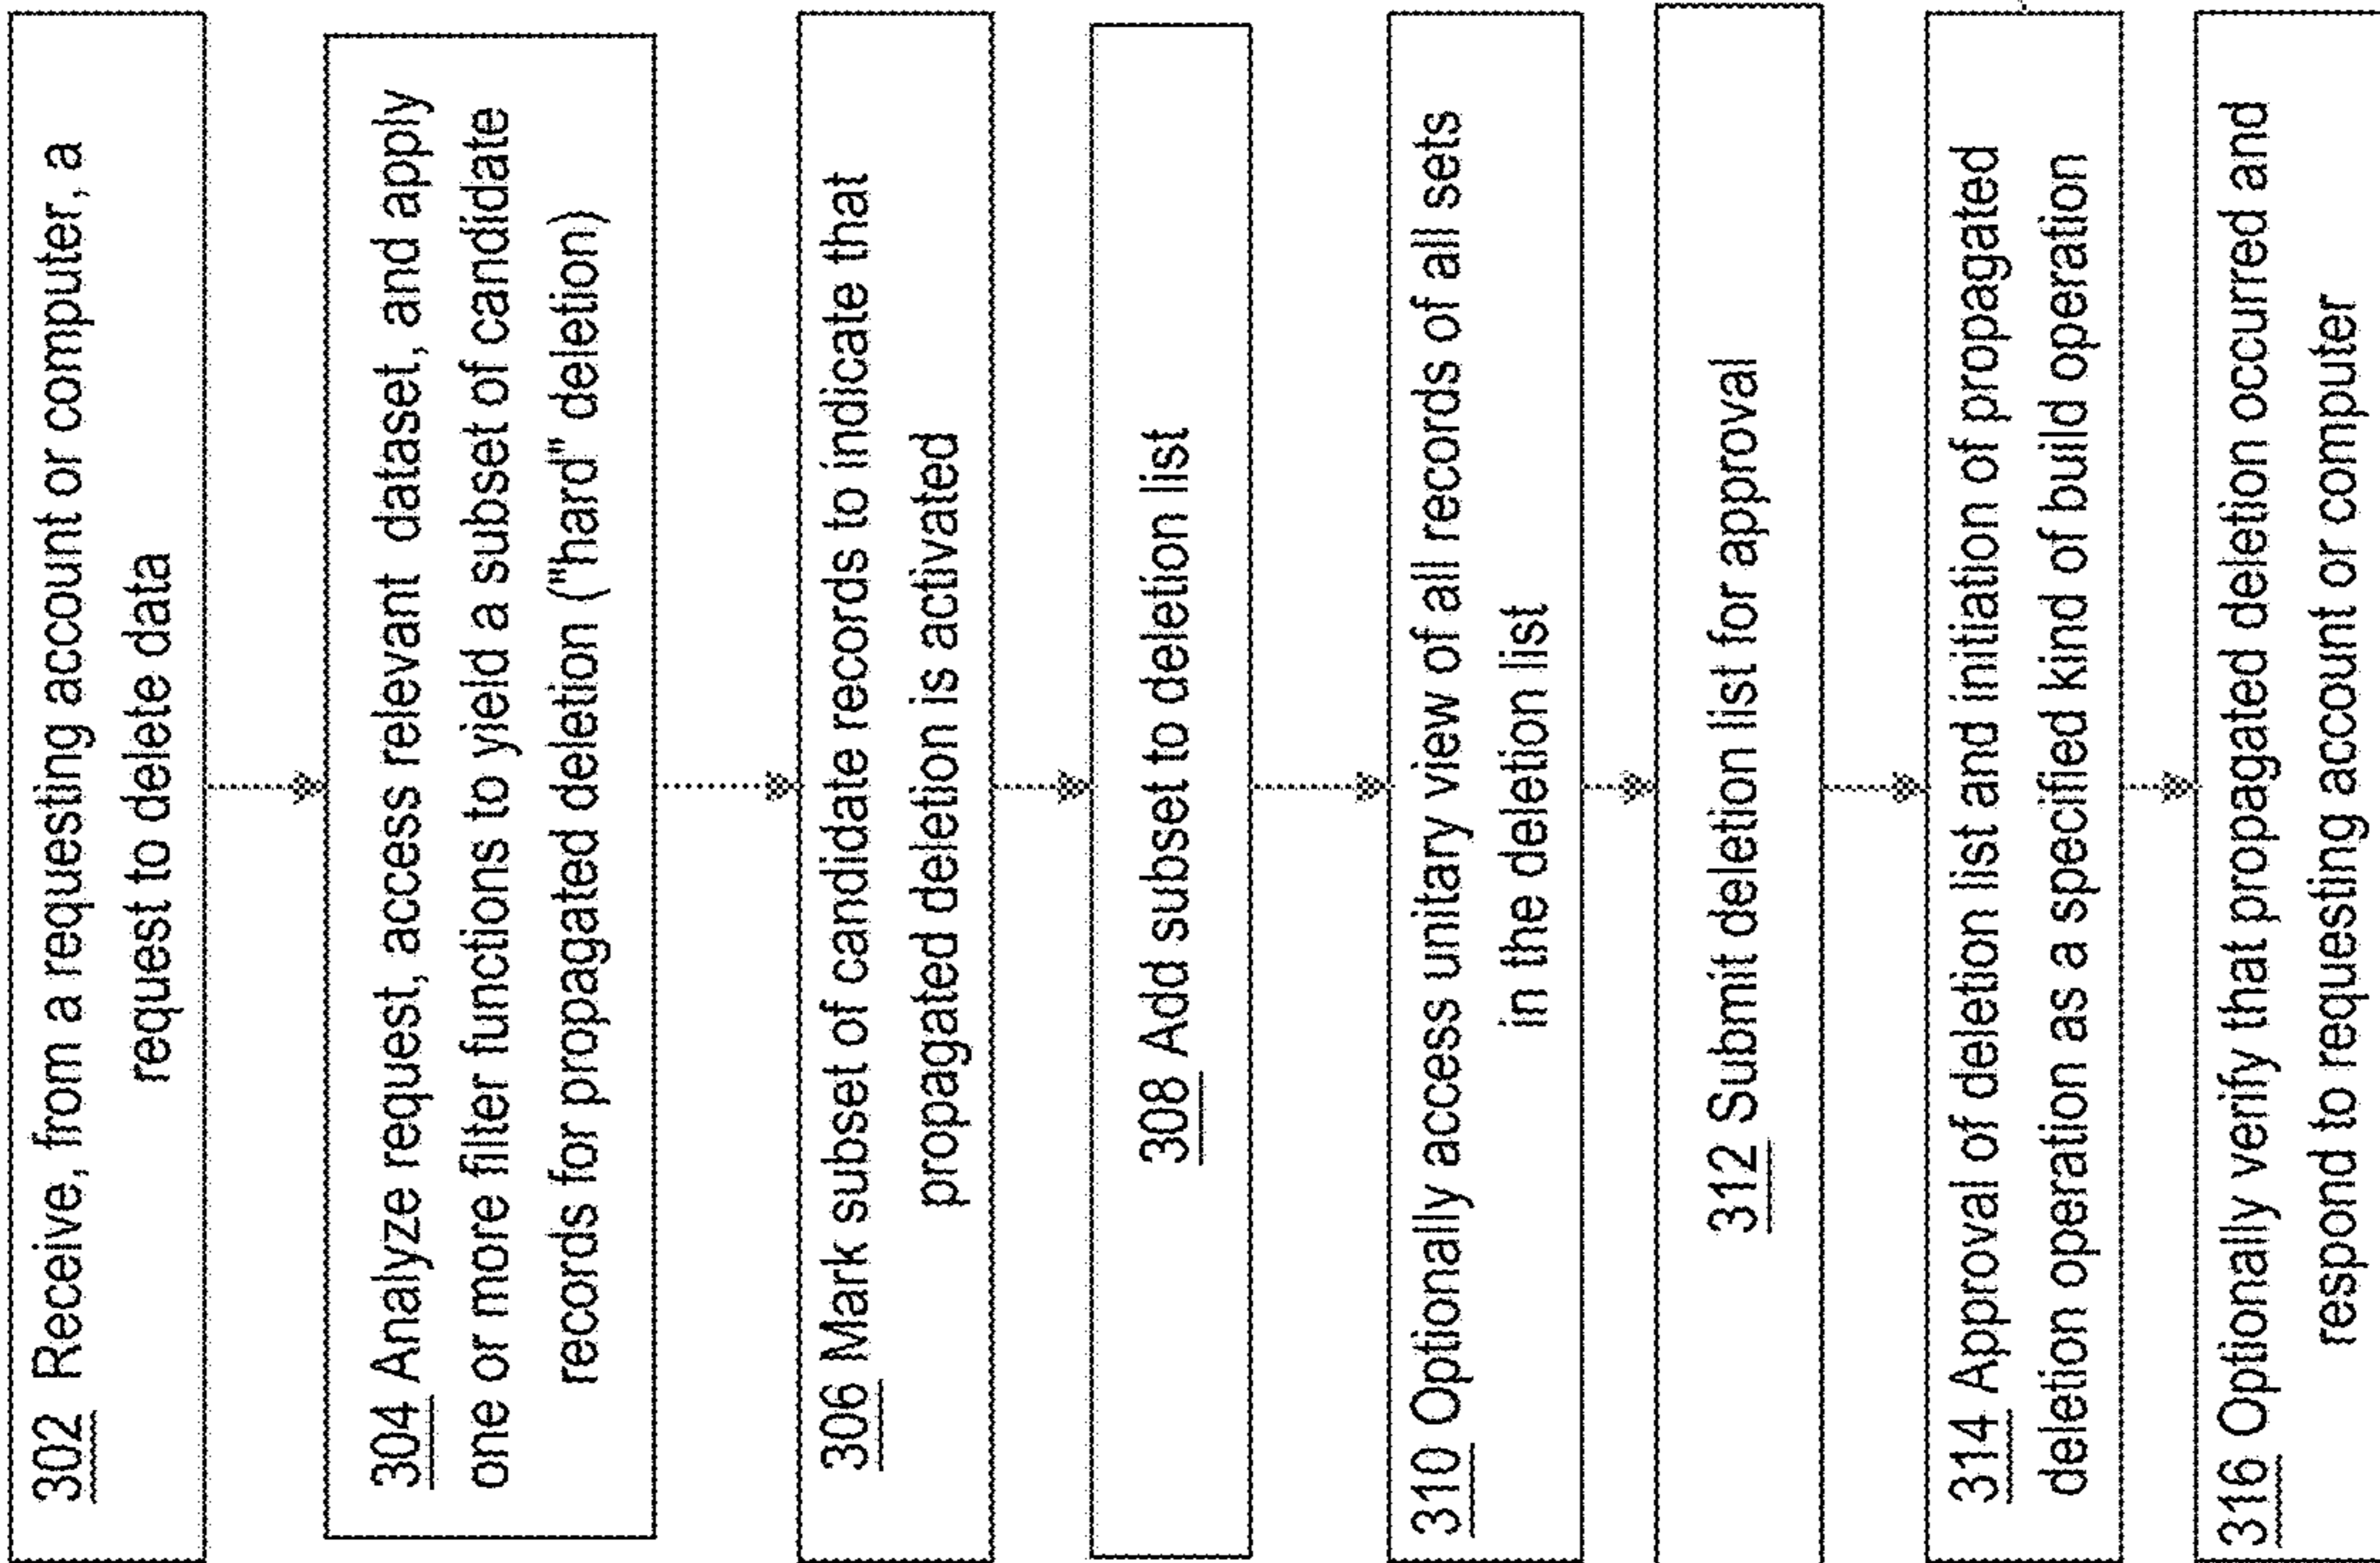 302 Receive, from a requesting account or computer, a
request to delete data
304 Analyze request, access relevant dataset, and apply
one or more filter functions to yield a subset of candidate
records for propagated deletion ("hard" deletion)
306 Mark subset of candidate records to indicate that
propagated deletion is activated
308 Add subset to deletion list
310 Optionally access unitary view of all records of all sets
in the deletion list
312 Submit deletion list for approval
314 Approval of deletion list and initiation of propagated
deletion operation as a specified kind of build operation
316 Optionally verify that propagated deletion occurred and
respond to requesting account or computer